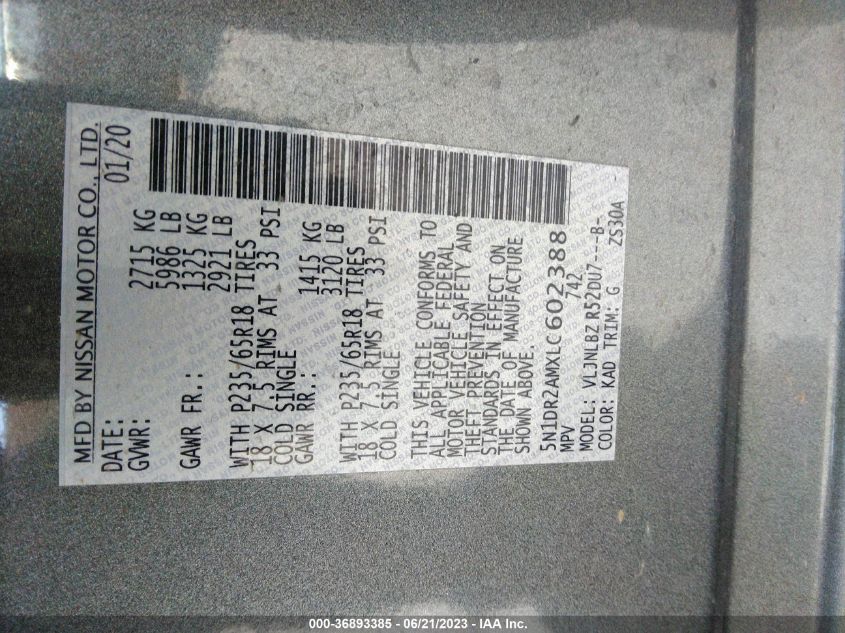 MFD BY NISSAN MOTOR CO., LTD.
DATE: 01/20
GVWR: 2715 KG
5986 LB
GAWR FR.: 1325 KG
2921 LB
WITH P235/65R18 TIRES
18 X 7.5 RIMS AT 33 PSI
COLD SINGLE
GAWR RR.: 1415 KG
3120 LB
WITH P235/65R18 TIRES
18 X 7.5 RIMS AT 33 PSI
COLD SINGLE
THIS VEHICLE CONFORMS TO
ALL APPLICABLE FEDERAL
MOTOR VEHICLE SAFETY AND
THEFT PREVENTION
STANDARDS IN EFFECT ON
THE DATE OF MANUFACTURE
SHOWN ABOVE.
5N1DR2AMXLC602388
MPV 742
MODEL: VLJNLBZ R52DU7---B-
COLOR: KAD TRIM: G ZS30A
000-36893385 | 06/21/2023 | IAA Inc.